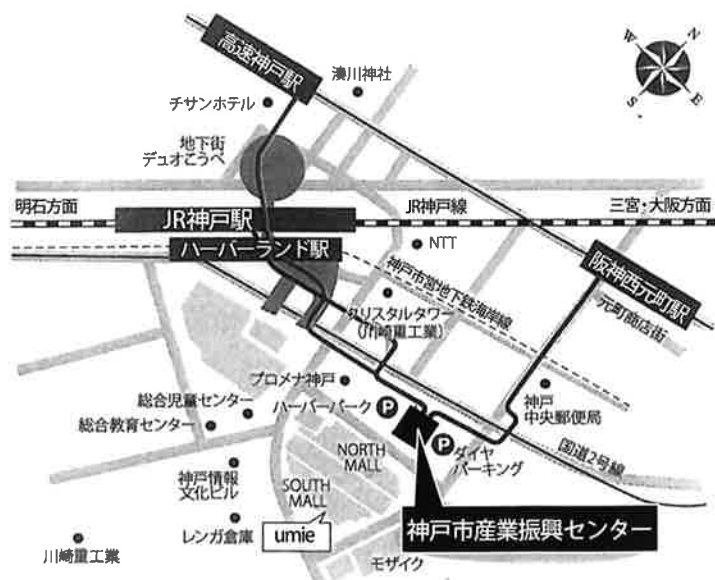 高速神戸駅
湊川神社
W
N
S
E
チサンホテル
地下街
デュオこうべ
明石方面
JR神戸駅
JR神戸線
三宮・大阪方面
ハーバーランド駅
NTT
阪神西元町駅
神戸市営地下鉄海岸線
クリスタルタワー
(川崎重工業)
元町商店街
プロメナ神戸
総合児童センター
ハーバーパーク
P
神戸
中央郵便局
総合教育センター
NORTH
MALL
P
ダイヤ
パーキング
国道2号線
神戸情報
文化ビル
SOUTH
MALL
レンガ倉庫
umie
神戸市産業振興センター
川崎重工業
モザイク